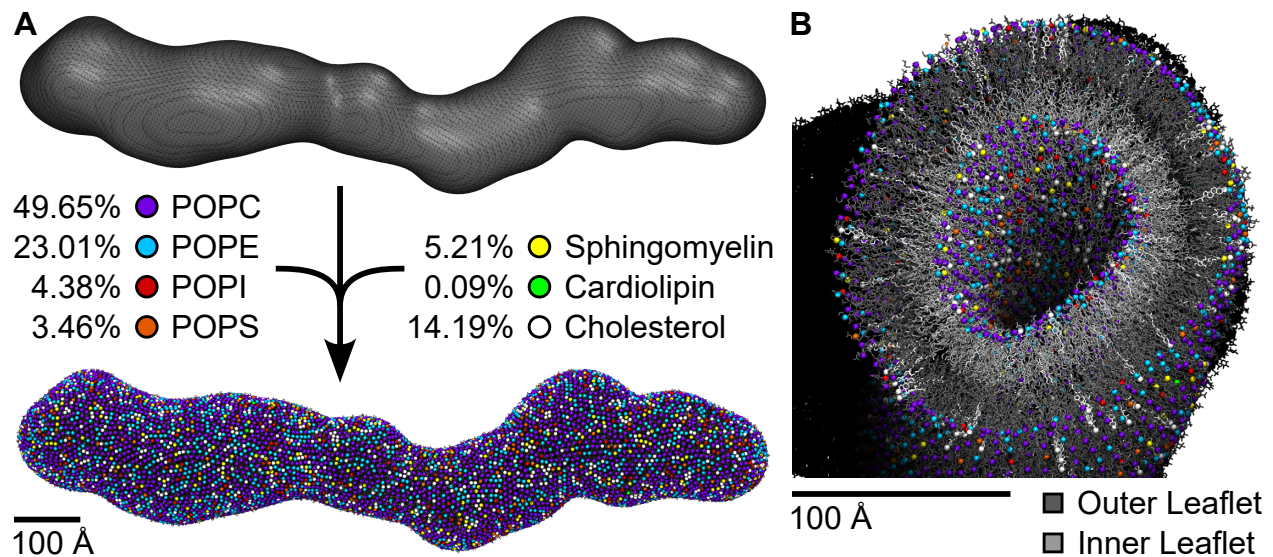 A
49.65% POPC
23.01% POPE
4.38% POPI
3.46% POPS
5.21% Sphingomyelin
0.09% Cardiolipin
14.19% Cholesterol
100 Å
B
100 Å
Outer Leaflet
Inner Leaflet